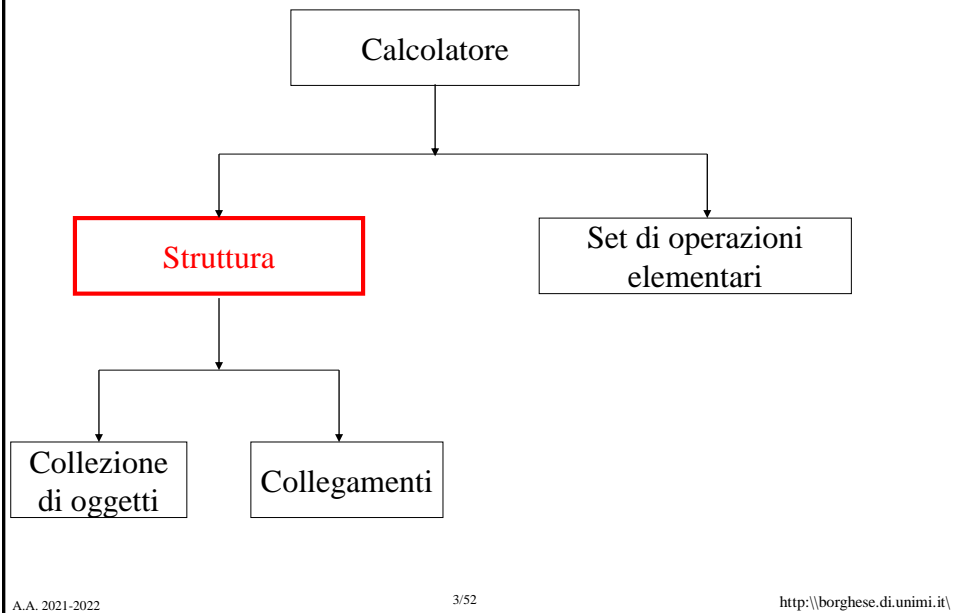 Calcolatore
Struttura
Set di operazioni
elementari
Collezione
di oggetti
Collegamenti
A.A. 2021-2022
3/52
http:\\borghese.di.unimi.it\